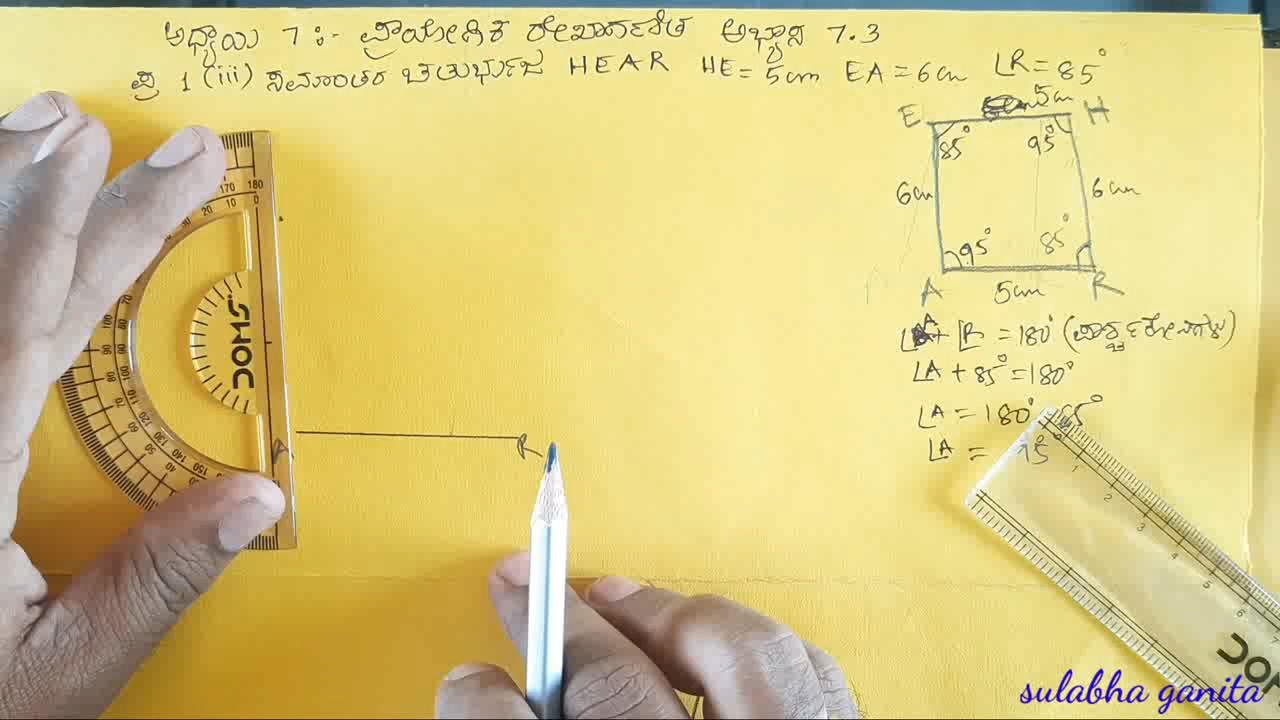 ಅಧ್ಯಾಯ 7 :- ಪ್ರಾಯೋಗಿಕ ರೇಖಾಗಣಿತ ಅಭ್ಯಾಸ 7.3
ಪ್ರ 1 (iii) ಸಮಾಂತರ ಚತುರ್ಭುಜ HEAR HE = 5cm EA = 6cm ∠R = 85°
5cm
E H
85° 95°
6cm 6cm
95° 85°
A 5cm R
∠A + ∠R = 180° (ಪಾರ್ಶ್ವ ಕೋನಗಳು)
∠A + 85° = 180°
∠A = 180° 85°
∠A = 95°
A R
DOMS
sulabha ganita